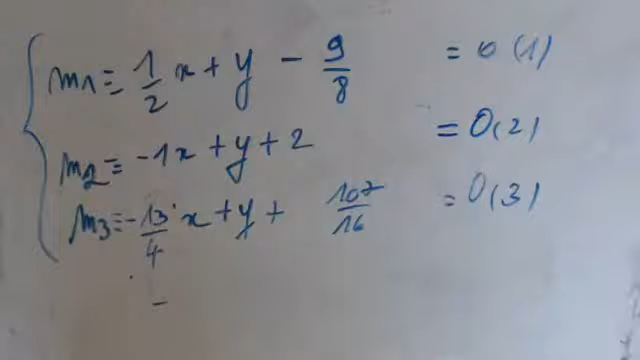 m1 ≡ 1/2 x + y - 9/8 = 0 (1)
m2 ≡ -1x + y + 2 = 0(2)
m3 ≡ -13/4 x + y + 107/16 = 0(3)